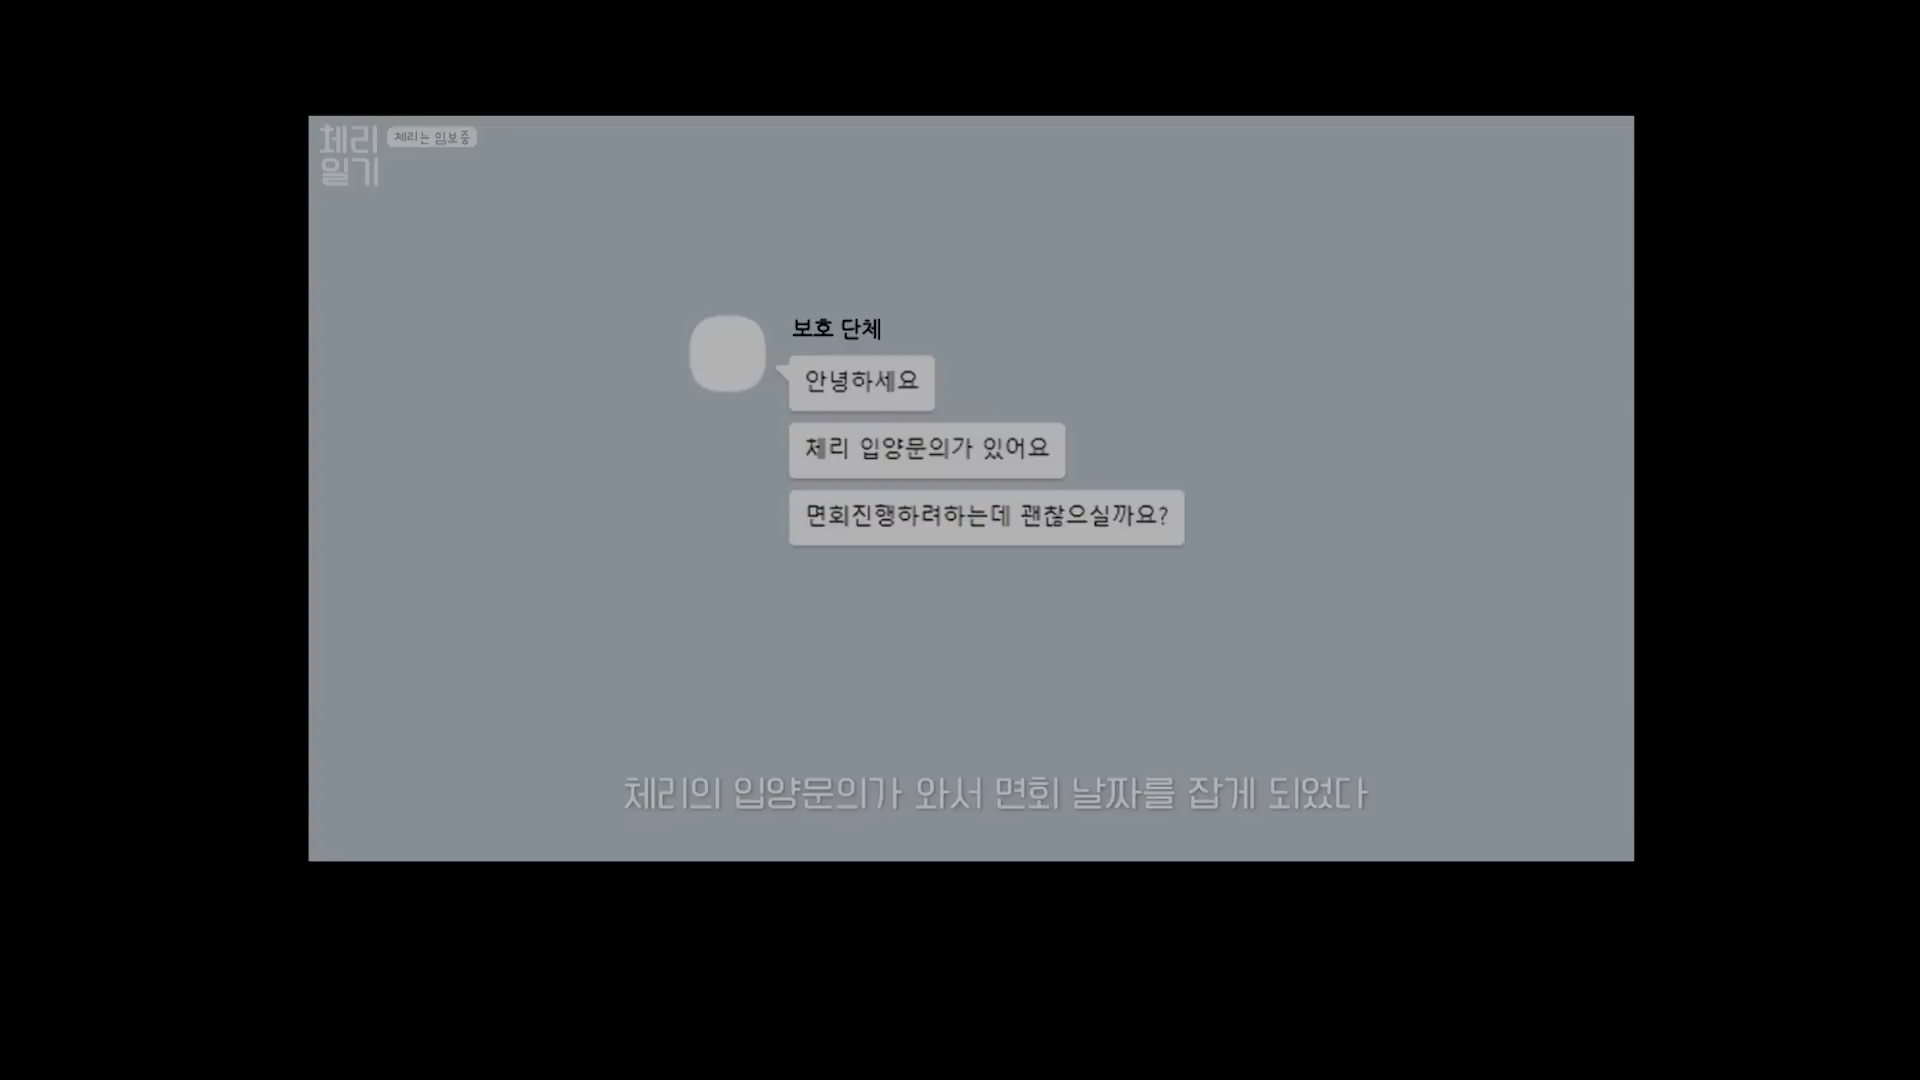 체리
일기
체리는 임보중
보호 단체
안녕하세요
체리 입양문의가 있어요
면회진행하려하는데 괜찮으실까요?
체리의 입양문의가 와서 면회 날짜를 잡게 되었다